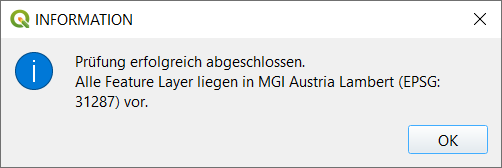 INFORMATION
Prüfung erfolgreich abgeschlossen.
Alle Feature Layer liegen in MGI Austria Lambert (EPSG:
31287) vor.
OK